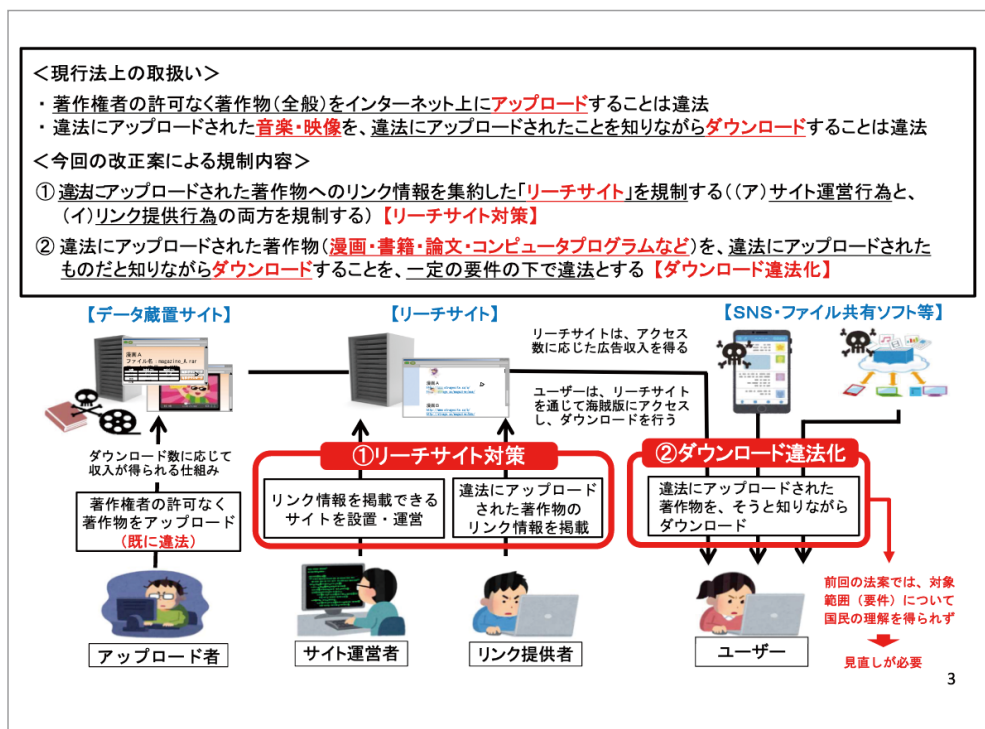 ＜現行法上の取扱い＞
・著作権者の許可なく著作物(全般)をインターネット上にアップロードすることは違法
・違法にアップロードされた音楽・映像を、違法にアップロードされたことを知りながらダウンロードすることは違法
＜今回の改正案による規制内容＞
① 違法にアップロードされた著作物へのリンク情報を集約した「リーチサイト」を規制する((ア)サイト運営行為と、
(イ)リンク提供行為の両方を規制する)【リーチサイト対策】
② 違法にアップロードされた著作物(漫画・書籍・論文・コンピュータプログラムなど)を、違法にアップロードされた
ものだと知りながらダウンロードすることを、一定の要件の下で違法とする【ダウンロード違法化】
【データ蔵置サイト】
【リーチサイト】
【SNS・ファイル共有ソフト等】
漫画A
ファイル名：magazine_A.rar
漫画A
漫画B
リーチサイトは、アクセス
数に応じた広告収入を得る
ユーザーは、リーチサイト
を通じて海賊版にアクセス
し、ダウンロードを行う
ダウンロード数に応じて
収入が得られる仕組み
①リーチサイト対策
②ダウンロード違法化
著作権者の許可なく
著作物をアップロード
(既に違法)
リンク情報を掲載できる
サイトを設置・運営
違法にアップロード
された著作物の
リンク情報を掲載
違法にアップロードされた
著作物を、そうと知りながら
ダウンロード
前回の法案では、対象
範囲（要件）について
国民の理解を得られず
見直しが必要
アップロード者
サイト運営者
リンク提供者
ユーザー
3